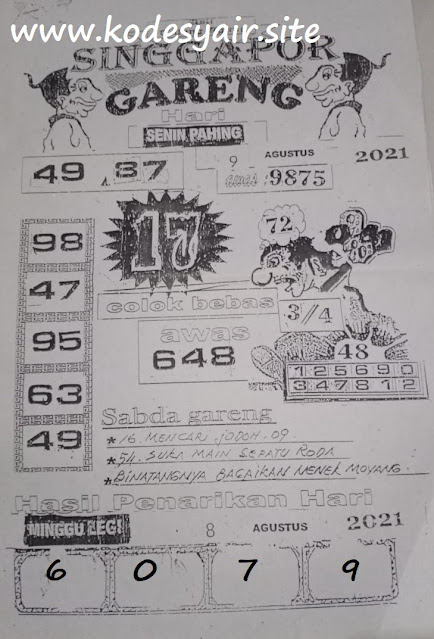 www.kodesyair.site
SINGGAPOR
GARENG
Hari
SENIN PAHING
49 37
9 AGUSTUS 2021
awas 9875
98
47
95
63
49
17
72
colok bebas
3/4
awas
648
48
125690
347812
Sabda gareng
*16. MENCARI JODOH .09.
*54. SUKA MAIN SEPATU RODA
*BINATANGNYA BAGAIKAN NENEK MOYANG.
Hasil Penarikan Hari
MINGGU LEGI
8 AGUSTUS 2021
6 0 7 9